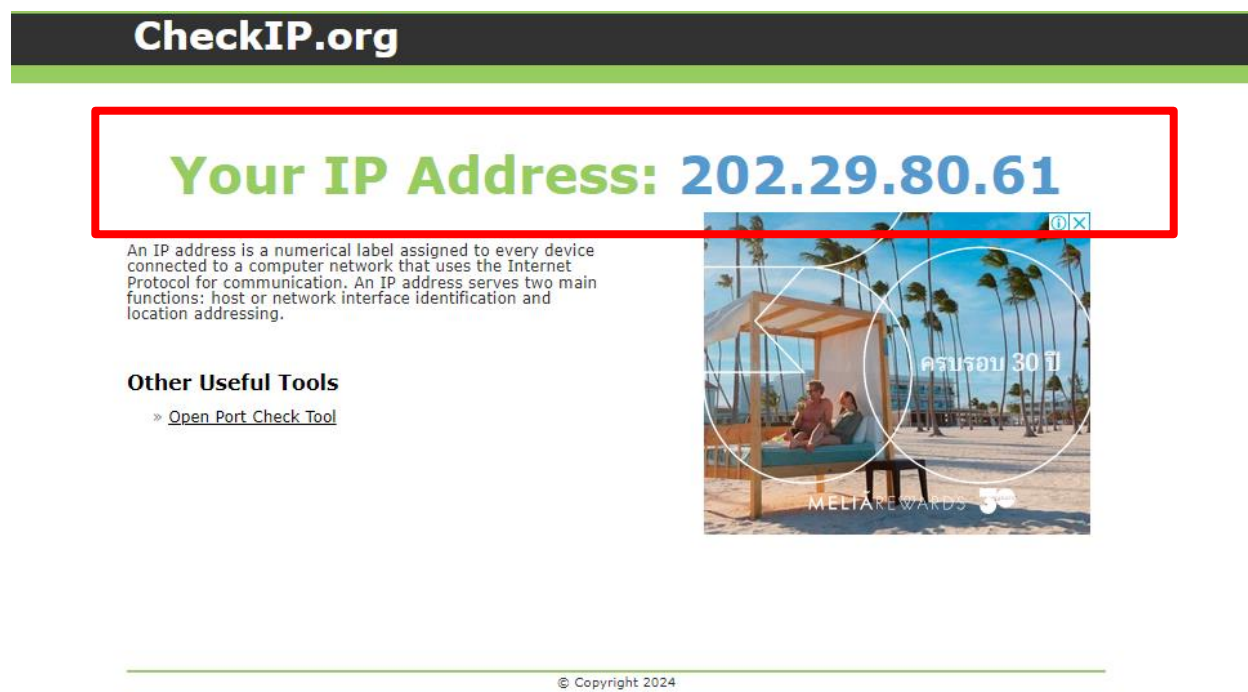 CheckIP.org
Your IP Address: 202.29.80.61
An IP address is a numerical label assigned to every device
connected to a computer network that uses the Internet
Protocol for communication. An IP address serves two main
functions: host or network interface identification and
location addressing.
Other Useful Tools
» Open Port Check Tool
ครบรอบ 30 ปี
MELIÃREWARDS 30
© Copyright 2024